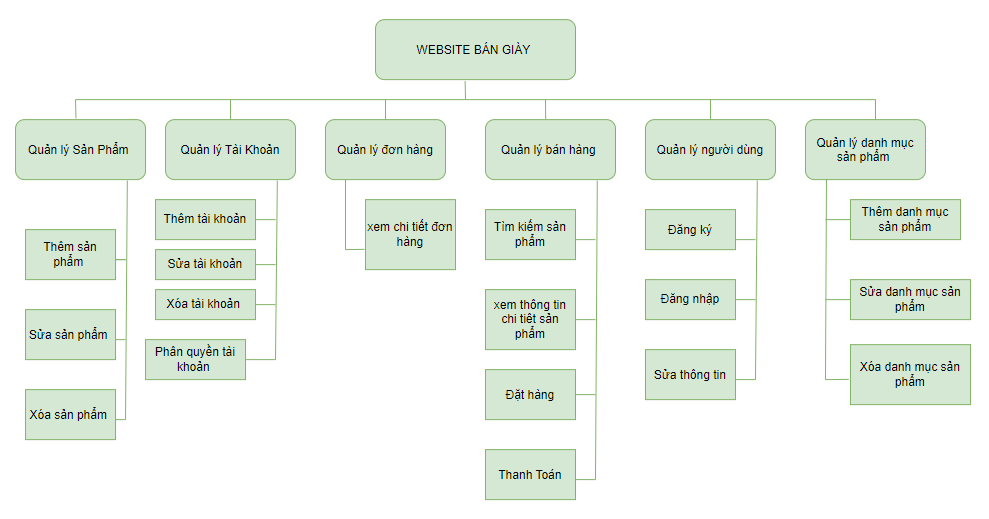 WEBSITE BÁN GIÀY
Quản lý Sản Phẩm
Quản lý Tài Khoản
Quản lý đơn hàng
Quản lý bán hàng
Quản lý người dùng
Quản lý danh mục
sản phẩm
Thêm sản
phẩm
Sửa sản phẩm
Xóa sản phẩm
Thêm tài khoản
Sửa tài khoản
Xóa tài khoản
Phân quyền tài
khoản
xem chi tiết đơn
hàng
Tìm kiếm sản
phẩm
xem thông tin
chi tiêt sản
phẩm
Đặt hàng
Thanh Toán
Đăng ký
Đăng nhập
Sửa thông tin
Thêm danh mục
sản phẩm
Sửa danh mục sản
phẩm
Xóa danh mục sản
phẩm